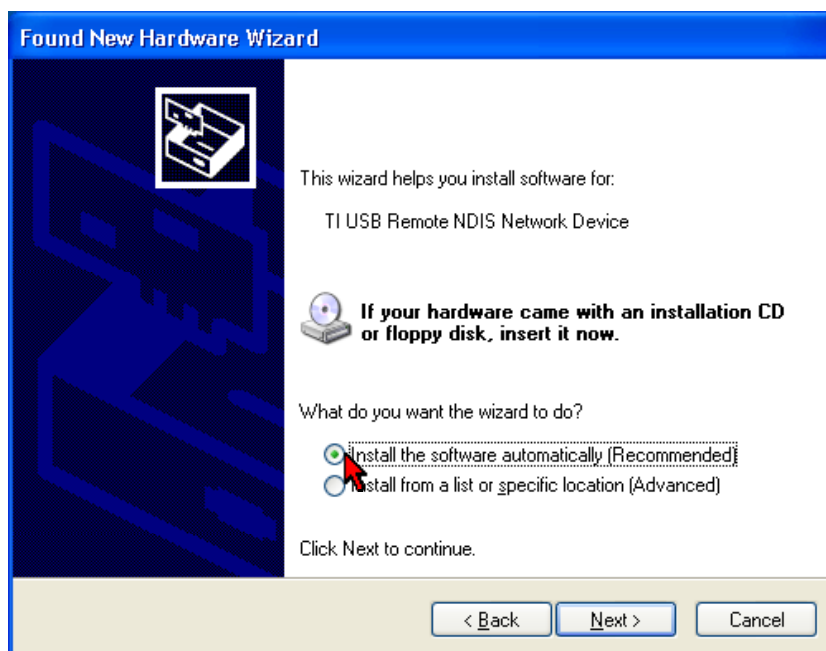 Found New Hardware Wizard
This wizard helps you install software for:
TI USB Remote NDIS Network Device
If your hardware came with an installation CD
or floppy disk, insert it now.
What do you want the wizard to do?
Install the software automatically (Recommended)
Install from a list or specific location (Advanced)
Click Next to continue.
< Back Next > Cancel